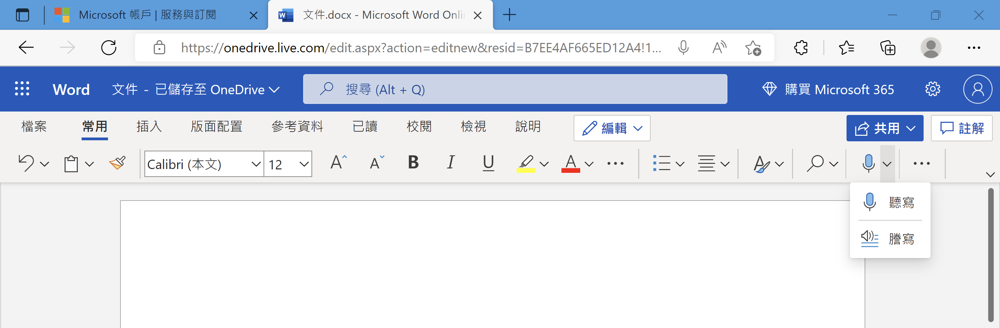 Microsoft 帳戶 | 服務與訂閱
文件.docx - Microsoft Word Onli
https://onedrive.live.com/edit.aspx?action=editnew&resid=B7EE4AF665ED12A4!1...
Word 文件 - 已儲存至 OneDrive
搜尋 (Alt + Q)
購買 Microsoft 365
檔案 常用 插入 版面配置 參考資料 已讀 校閱 檢視 說明 編輯 共用 註解
Calibri (本文) 12
聽寫
謄寫